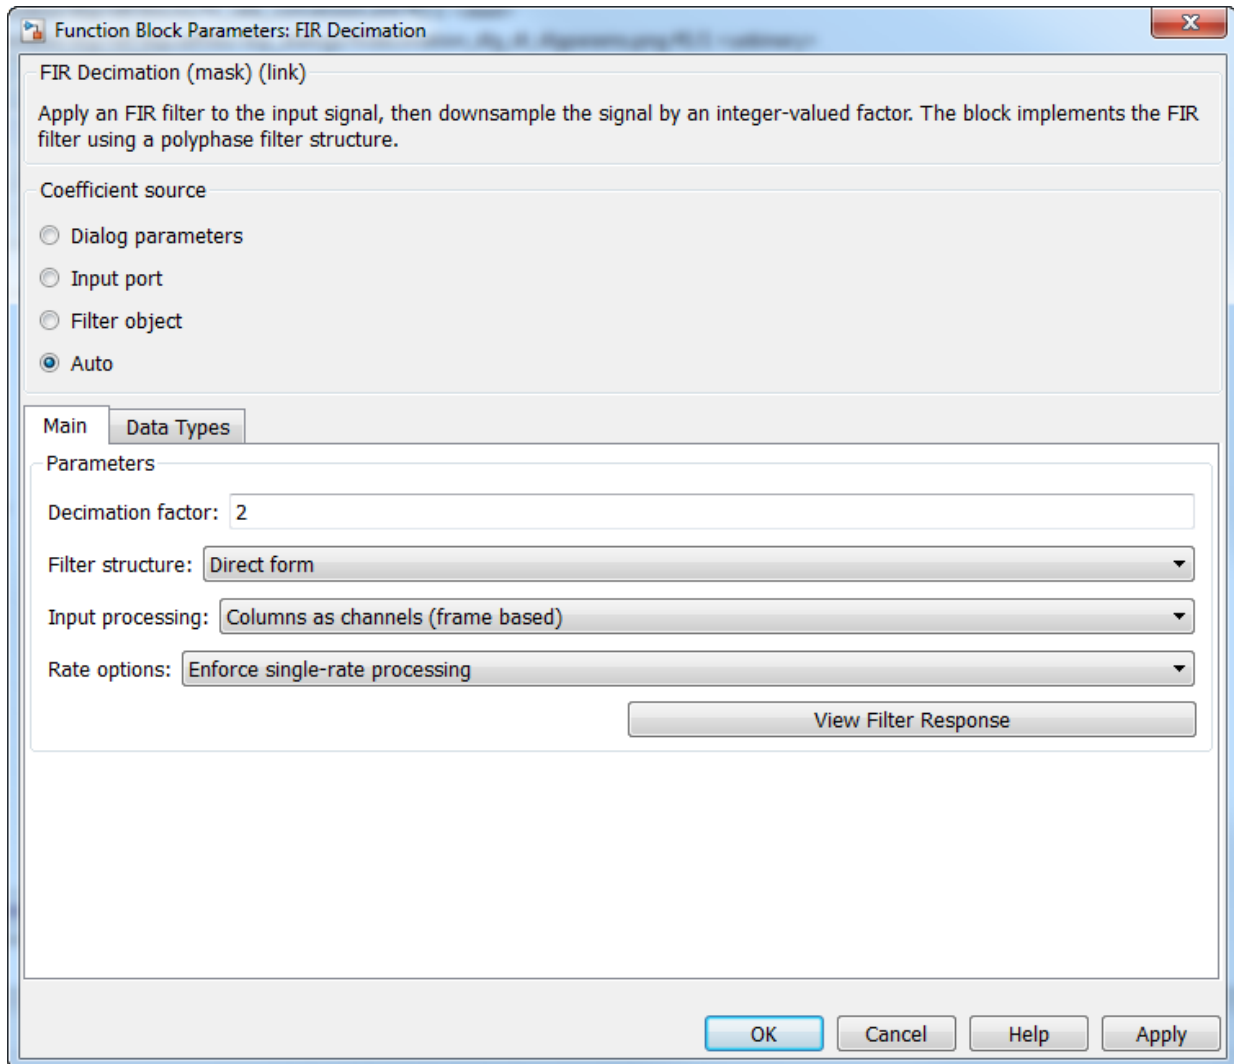 Function Block Parameters: FIR Decimation
FIR Decimation (mask) (link)
Apply an FIR filter to the input signal, then downsample the signal by an integer-valued factor. The block implements the FIR
filter using a polyphase filter structure.
Coefficient source
Dialog parameters
Input port
Filter object
Auto
Main Data Types
Parameters
Decimation factor: 2
Filter structure: Direct form
Input processing: Columns as channels (frame based)
Rate options: Enforce single-rate processing
View Filter Response
OK Cancel Help Apply